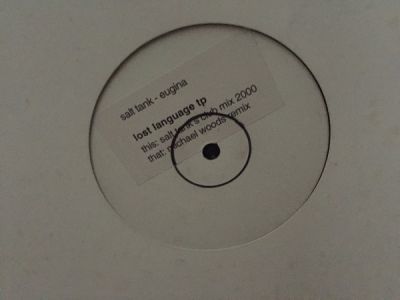 salt tank - eugina
lost language tp
this: salt tank's club mix 2000
that: michael woods remix